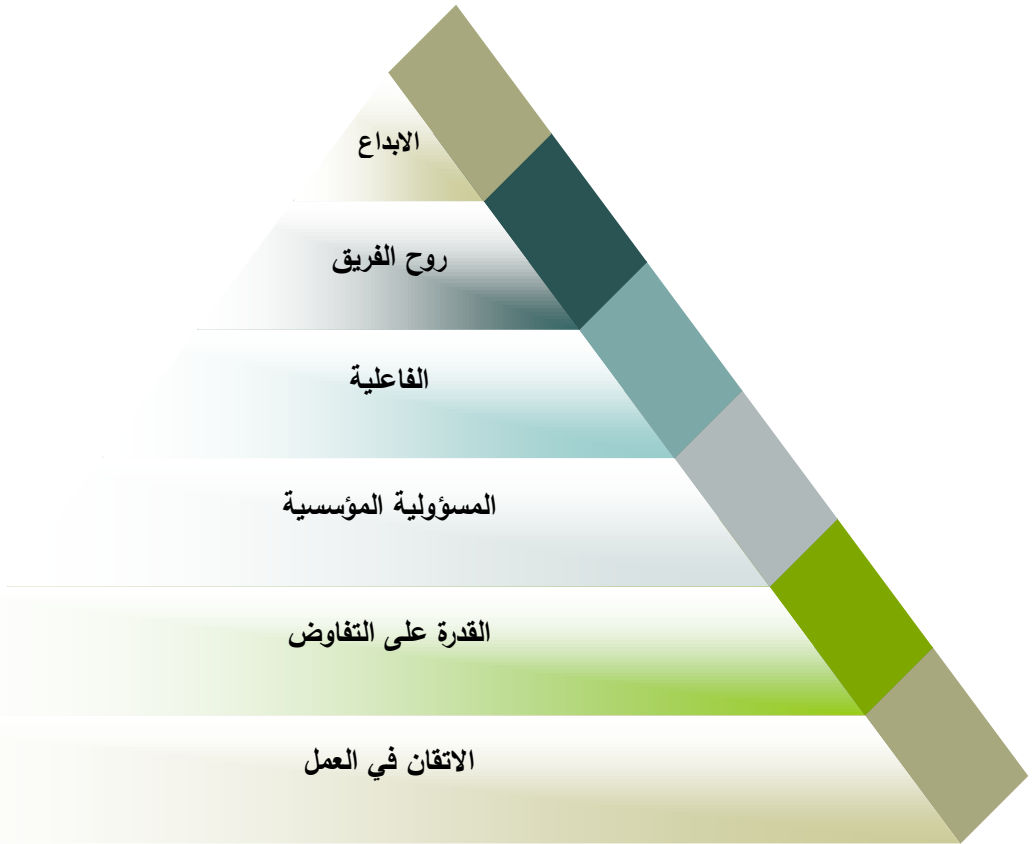 الابداع
روح الفريق
الفاعلية
المسؤولية المؤسسية
القدرة على التفاوض
الاتقان في العمل